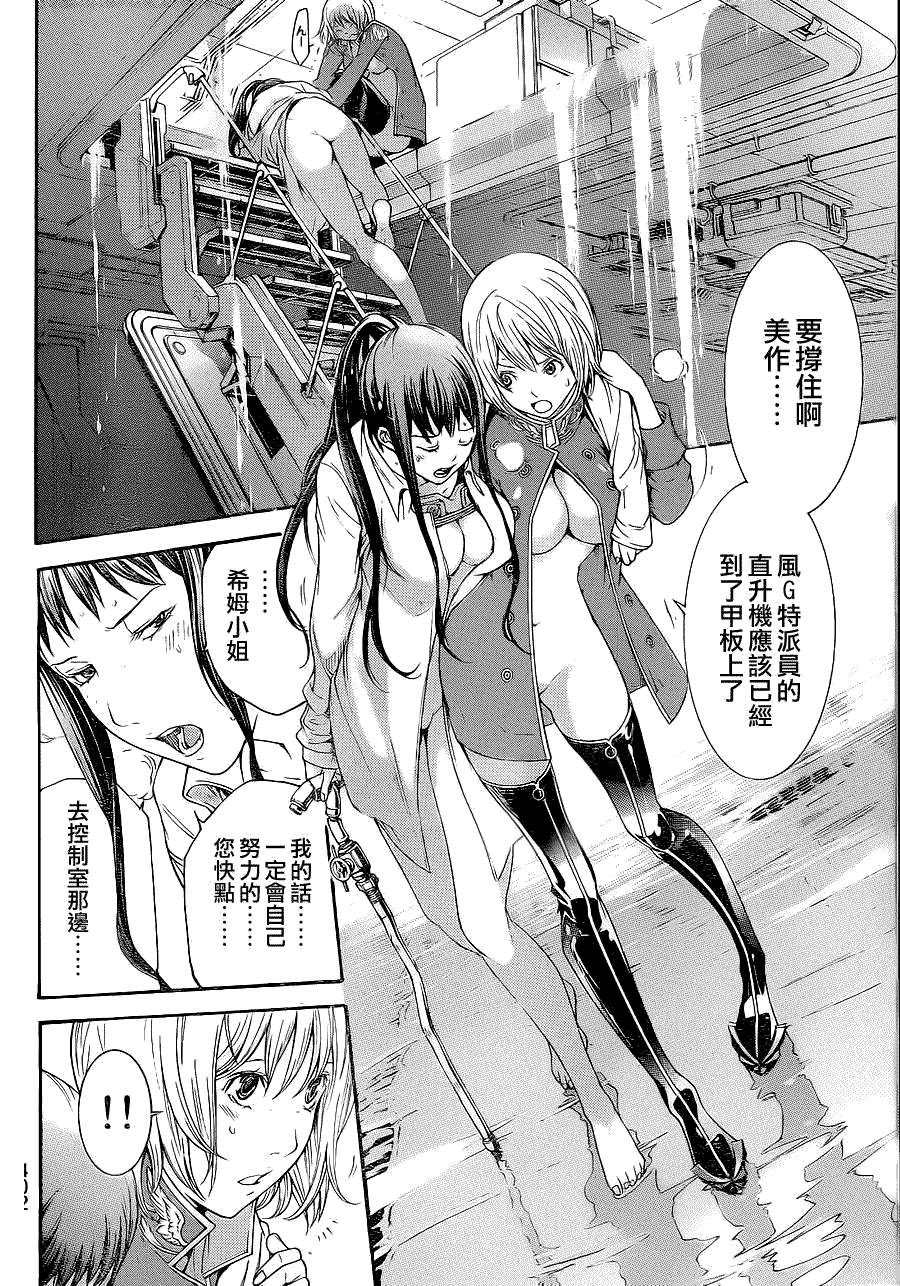 ん
要撐住啊
美作……
風G特派員的
直升機應該已經
到了甲板上了
……
希姆小姐
我的話……
一定會自己
努力的……
您快點……
去控制室那邊……
!!
402